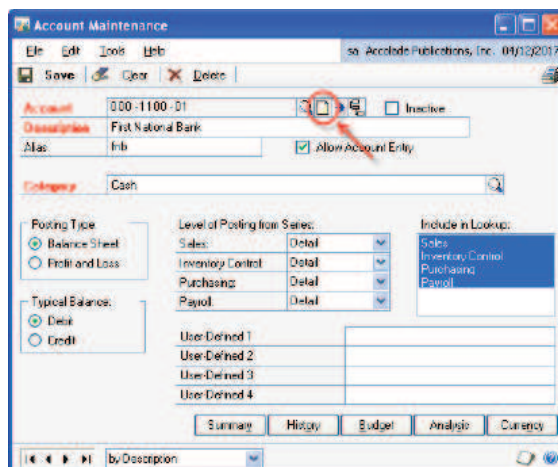 Account Maintenance
File Edit Tools Help sa Accolade Publications, Inc. 04/12/2017
Save Clear Delete
Account 000-1100-01 Inactive
Description First National Bank
Alias fnb Allow Account Entry
Category Cash
Posting Type: Level of Posting from Series: Include in Lookup:
Balance Sheet Sales: Detail Sales
Profit and Loss Inventory Control: Detail Inventory Control
Purchasing: Detail Purchasing
Typical Balance: Payroll: Detail Payroll
Debit
Credit User-Defined 1
User-Defined 2
User-Defined 3
User-Defined 4
Summary History Budget Analysis Currency
by Description